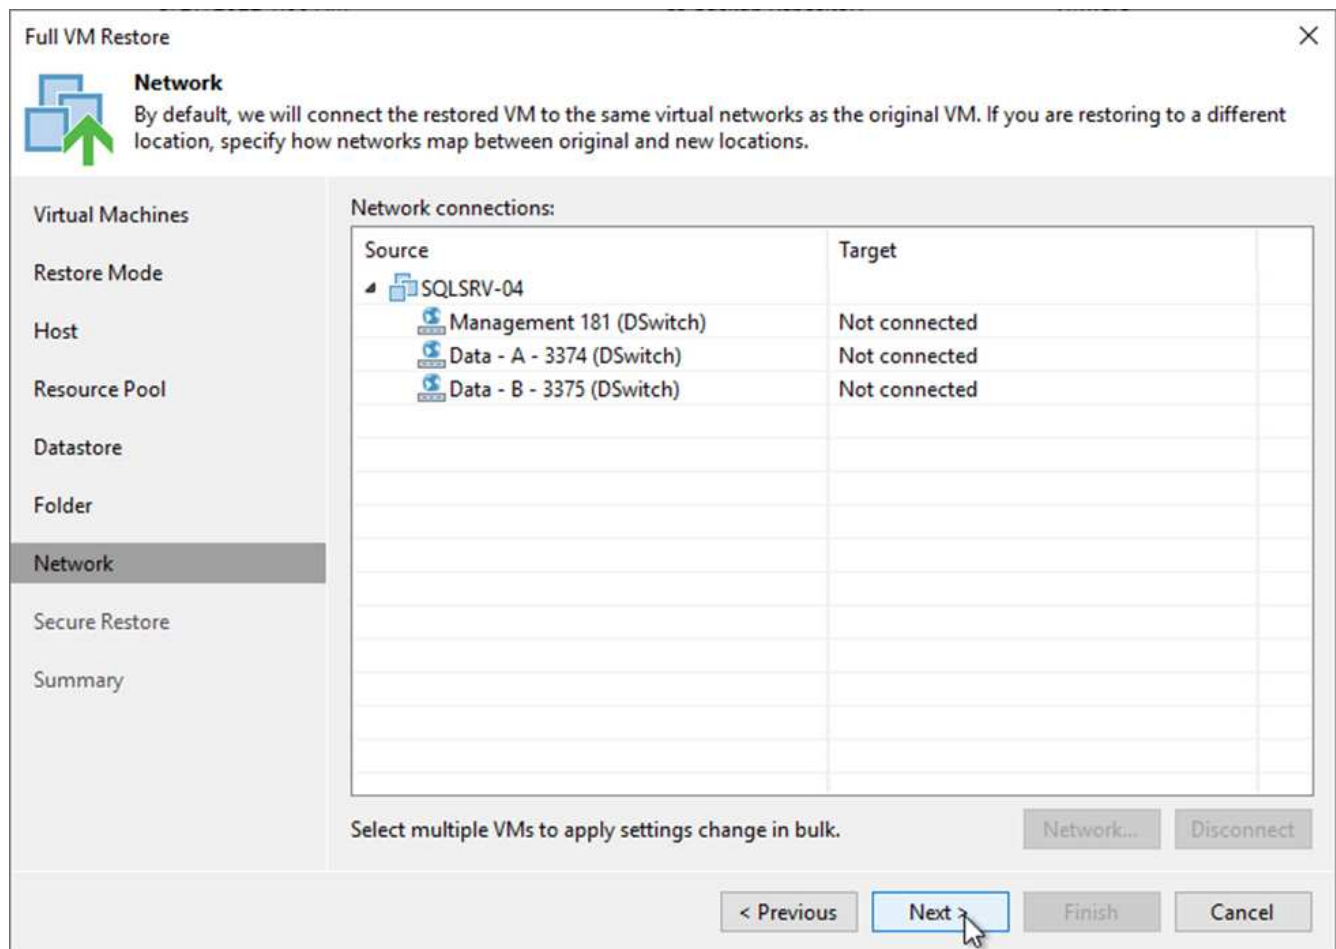 Full VM Restore
Network
By default, we will connect the restored VM to the same virtual networks as the original VM. If you are restoring to a different
location, specify how networks map between original and new locations.
Virtual Machines
Restore Mode
Host
Resource Pool
Datastore
Folder
Network
Secure Restore
Summary
Network connections:
Source Target
SQLSRV-04
Management 181 (DSwitch) Not connected
Data - A - 3374 (DSwitch) Not connected
Data - B - 3375 (DSwitch) Not connected
Select multiple VMs to apply settings change in bulk.
Network... Disconnect
< Previous Next > Finish Cancel